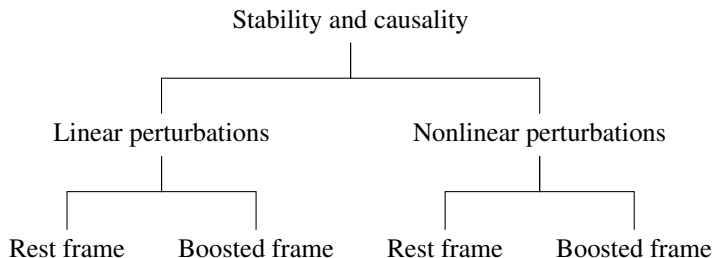 Stability and causality
Linear perturbations Nonlinear perturbations
Rest frame Boosted frame Rest frame Boosted frame